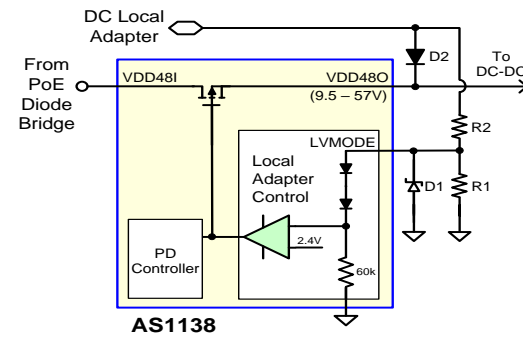 DC Local
Adapter
From
PoE
Diode
Bridge
VDD48I
VDD48O
(9.5 – 57V)
D2
To
DC-DC
R2
LVMODE
Local
Adapter
Control
D1
R1
2.4V
60k
PD
Controller
AS1138